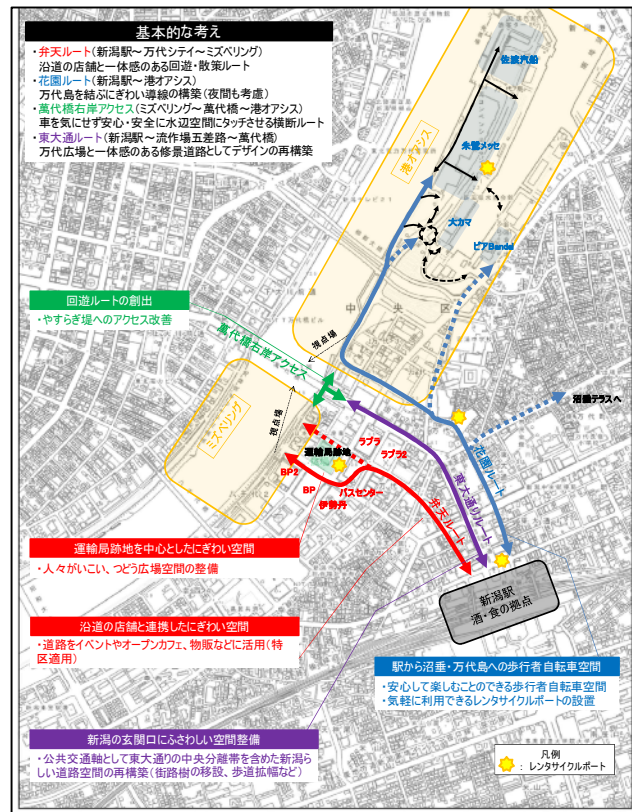 基本的な考え
・弁天ルート(新潟駅～万代シテイ～ミズベリング)
沿道の店舗と一体感のある回遊・散策ルート
・花園ルート(新潟駅～港オアシス)
万代島を結ぶにぎわい導線の構築(夜間も考慮)
・萬代橋右岸アクセス(ミズベリング～萬代橋～港オアシス)
車を気にせず安心・安全に水辺空間にタッチさせる横断ルート
・東大通ルート(新潟駅～流作場五差路～萬代橋)
万代広場と一体感のある修景道路としてデザインの再構築
佐渡汽船
港オアシス
朱鷺メッセ
大カマ
ピアBandai
中央区
回遊ルートの創出
・やすらぎ堤へのアクセス改善
視点場
萬代橋右岸アクセス
沼垂テラスへ
ミズベリング
視点場
ラブラ
運輸局跡地
ラブラ2
花園ルート
BP2
東大通りルート
BP
バスセンター
伊勢丹
弁天ルート
運輸局跡地を中心としたにぎわい空間
・人々がいこい、つどう広場空間の整備
新潟駅
酒・食の拠点
沿道の店舗と連携したにぎわい空間
・道路をイベントやオープンカフェ、物販などに活用(特
区適用)
駅から沼垂・万代島への歩行者自転車空間
・安心して楽しむことのできる歩行者自転車空間
・気軽に利用できるレンタサイクルポートの設置
新潟の玄関口にふさわしい空間整備
・公共交通軸として東大通りの中央分離帯を含めた新潟ら
しい道路空間の再構築(街路樹の移設、歩道拡幅など)
凡例
：レンタサイクルポート